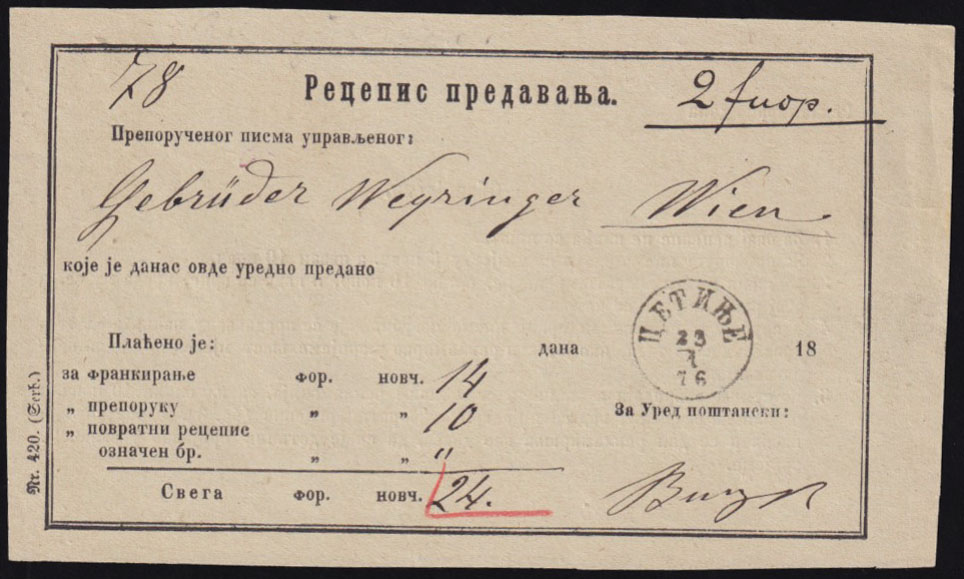 78 Рецепис предавања. 2 фиор.
Препорученог писма управљеног:
Gebrüder Weyringer Wien
које је данас овде уредно предано
ЦЕТИЊЕ
23
76
Плаћено је: дана 18
за франкирање фор. новч. 14
„ препоруку „ „ 10 За Уред поштански:
„ повратни рецепис
означен бр. „ „ "
Свега фор. новч. 24.
Nr. 420. (Serb.)